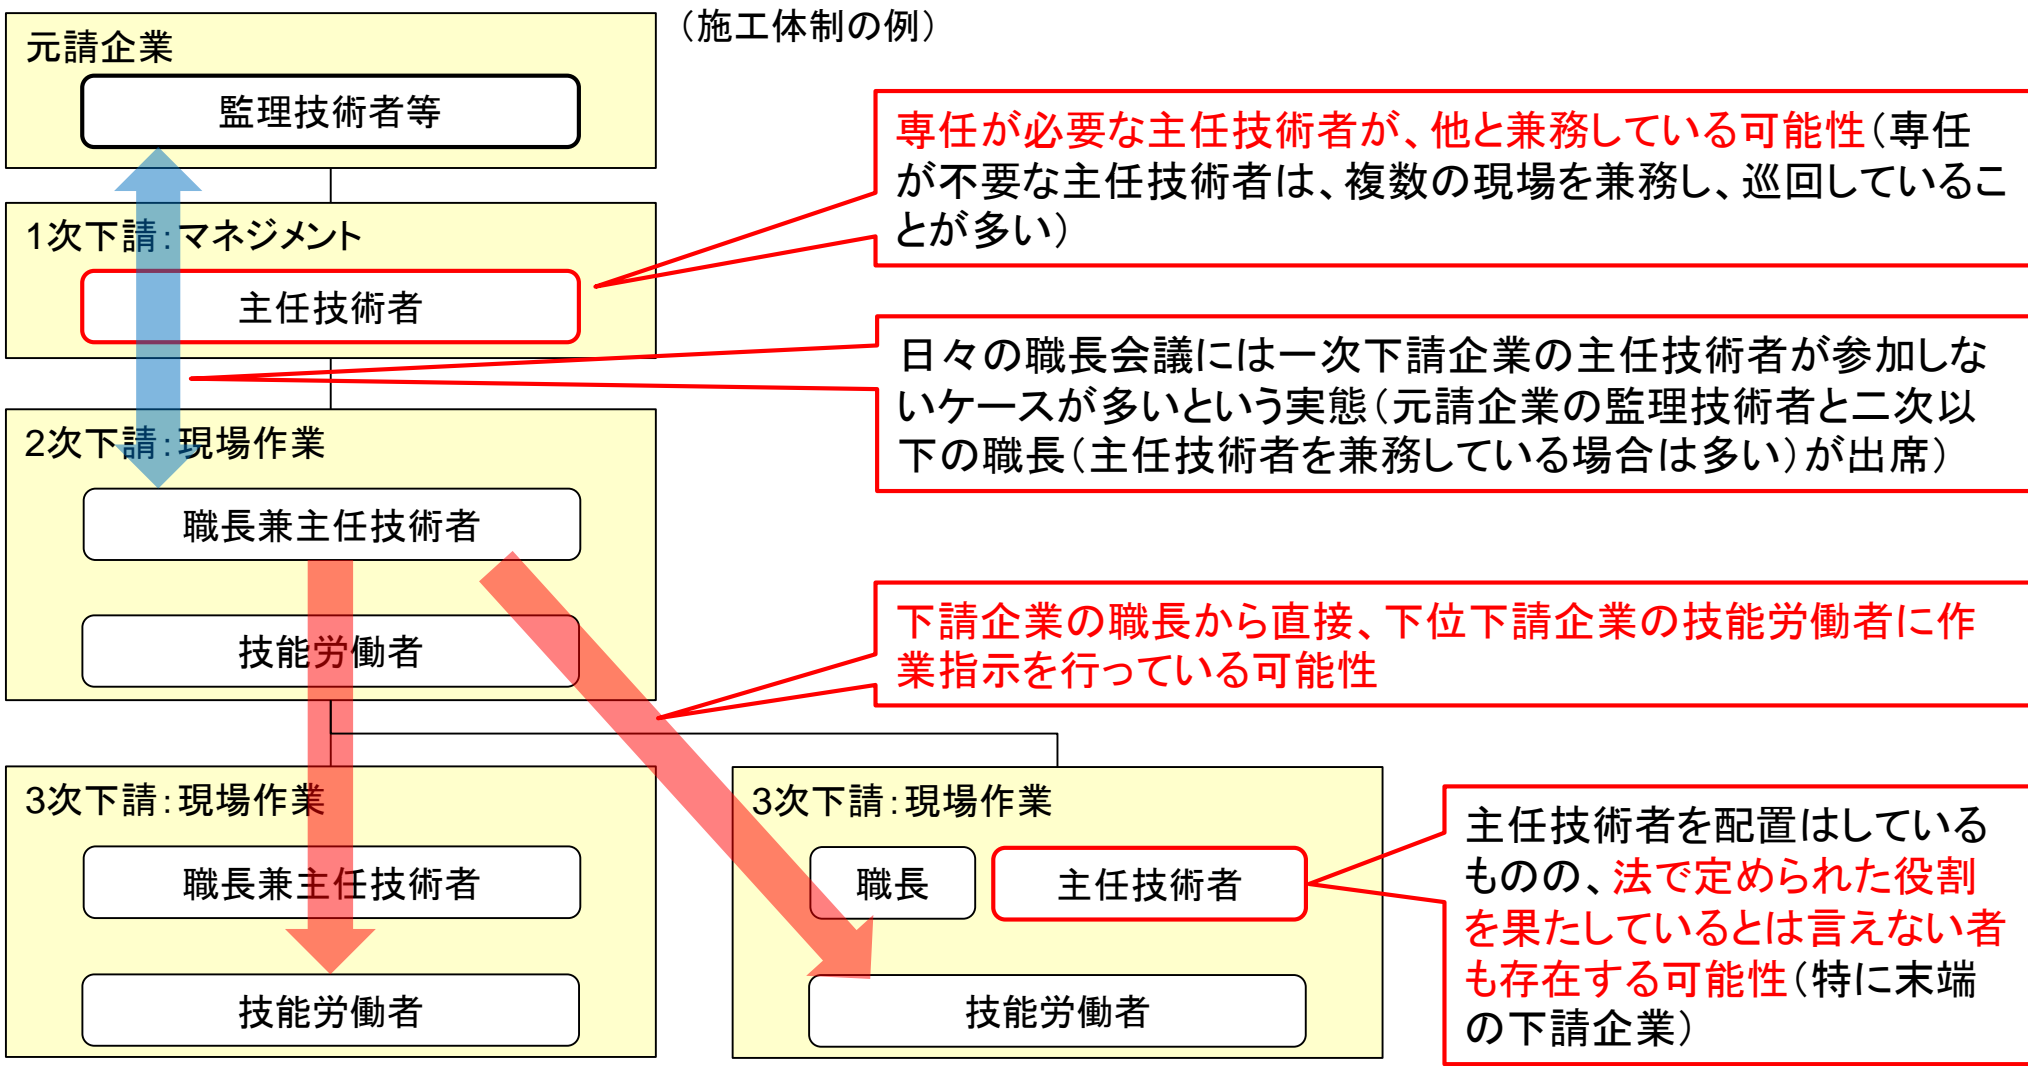 （施工体制の例）
元請企業
監理技術者等
専任が必要な主任技術者が、他と兼務している可能性（専任
が不要な主任技術者は、複数の現場を兼務し、巡回しているこ
とが多い）
1次下請：マネジメント
主任技術者
日々の職長会議には一次下請企業の主任技術者が参加しな
いケースが多いという実態（元請企業の監理技術者と二次以
下の職長（主任技術者を兼務している場合は多い）が出席）
2次下請：現場作業
職長兼主任技術者
技能労働者
下請企業の職長から直接、下位下請企業の技能労働者に作
業指示を行っている可能性
3次下請：現場作業
職長兼主任技術者
技能労働者
3次下請：現場作業
職長
主任技術者
技能労働者
主任技術者を配置はしている
ものの、法で定められた役割
を果たしているとは言えない者
も存在する可能性（特に末端
の下請企業）